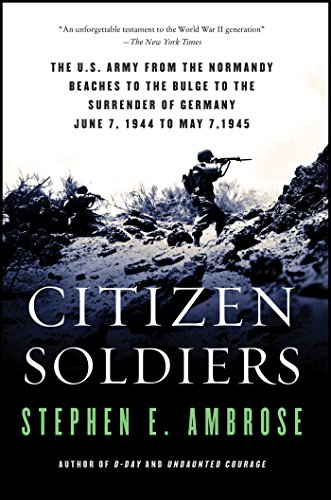 "An unforgettable testament to the World War II generation"
—The New York Times
THE U.S. ARMY FROM THE NORMANDY
BEACHES TO THE BULGE TO THE
SURRENDER OF GERMANY
JUNE 7, 1944 TO MAY 7, 1945
CITIZEN
SOLDIERS
STEPHEN E. AMBROSE
AUTHOR OF D-DAY AND UNDAUNTED COURAGE